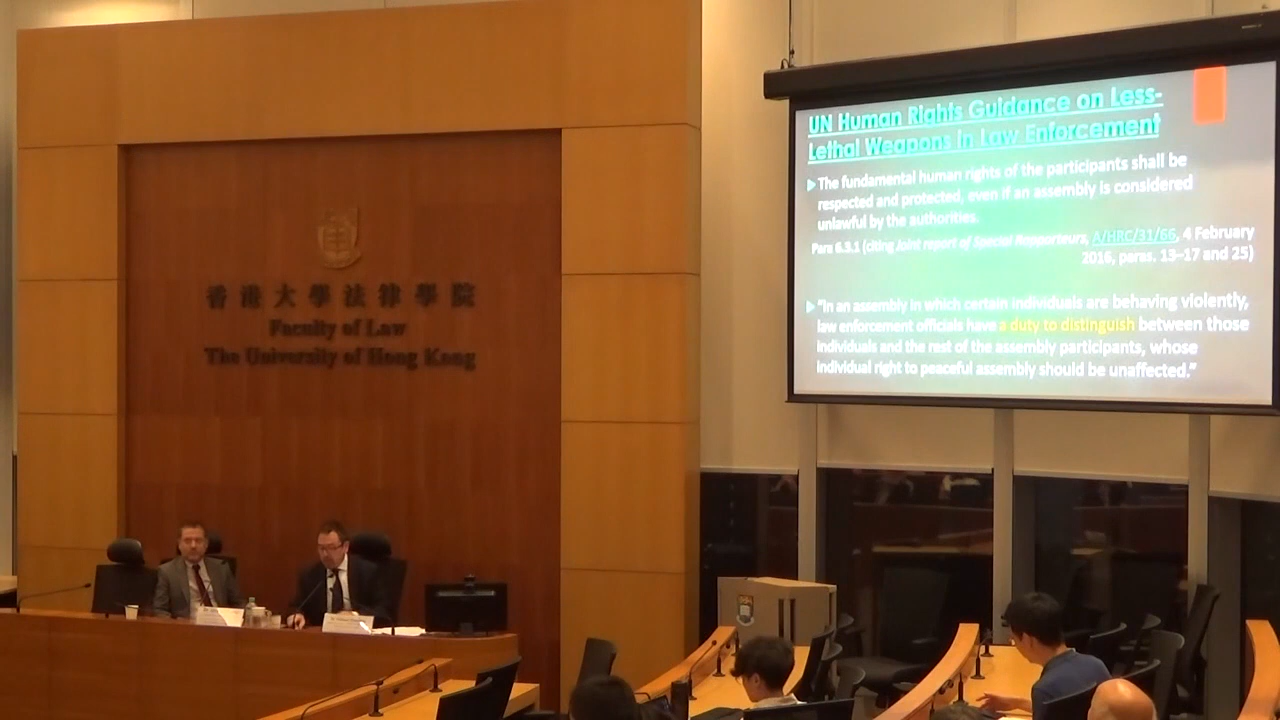 香港大學法律學院
Faculty of Law
The University of Hong Kong
UN Human Rights Guidance on Less-
Lethal Weapons in Law Enforcement
The fundamental human rights of the participants shall be
respected and protected, even if an assembly is considered
unlawful by the authorities.
Para 6.3.1 (citing Joint report of Special Rapporteurs, A/HRC/31/66, 4 February
2016, paras. 13–17 and 25)
"In an assembly in which certain individuals are behaving violently,
law enforcement officials have a duty to distinguish between those
individuals and the rest of the assembly participants, whose
individual right to peaceful assembly should be unaffected."